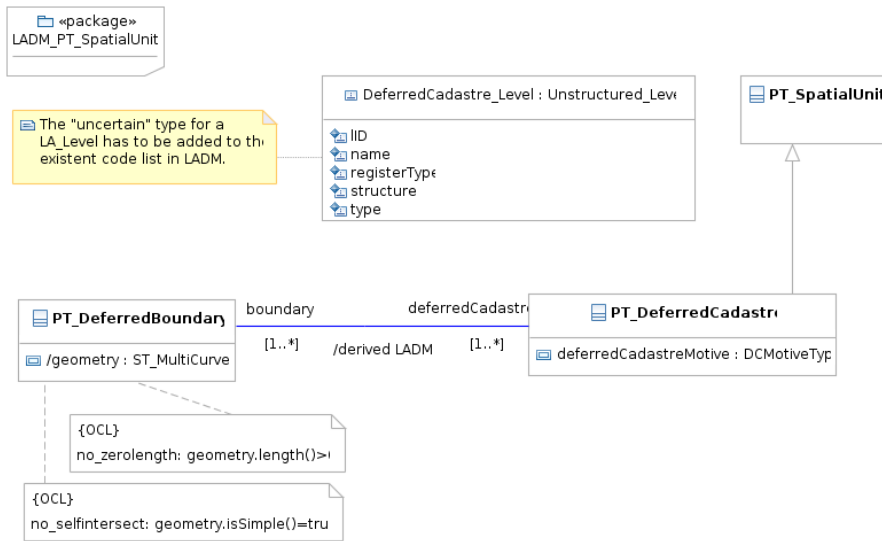 «package»
LADM_PT_SpatialUnit
The "uncertain" type for a
LA_Level has to be added to the
existent code list in LADM.
DeferredCadastre_Level : Unstructured_Leve
lID
name
registerType
structure
type
PT_SpatialUnit
PT_DeferredBoundary
/geometry : ST_MultiCurve
boundary
[1..*]
/derived LADM
deferredCadastre
[1..*]
PT_DeferredCadastre
deferredCadastreMotive : DCMotiveTyp
{OCL}
no_zerolength: geometry.length()>
{OCL}
no_selfintersect: geometry.isSimple()=tru